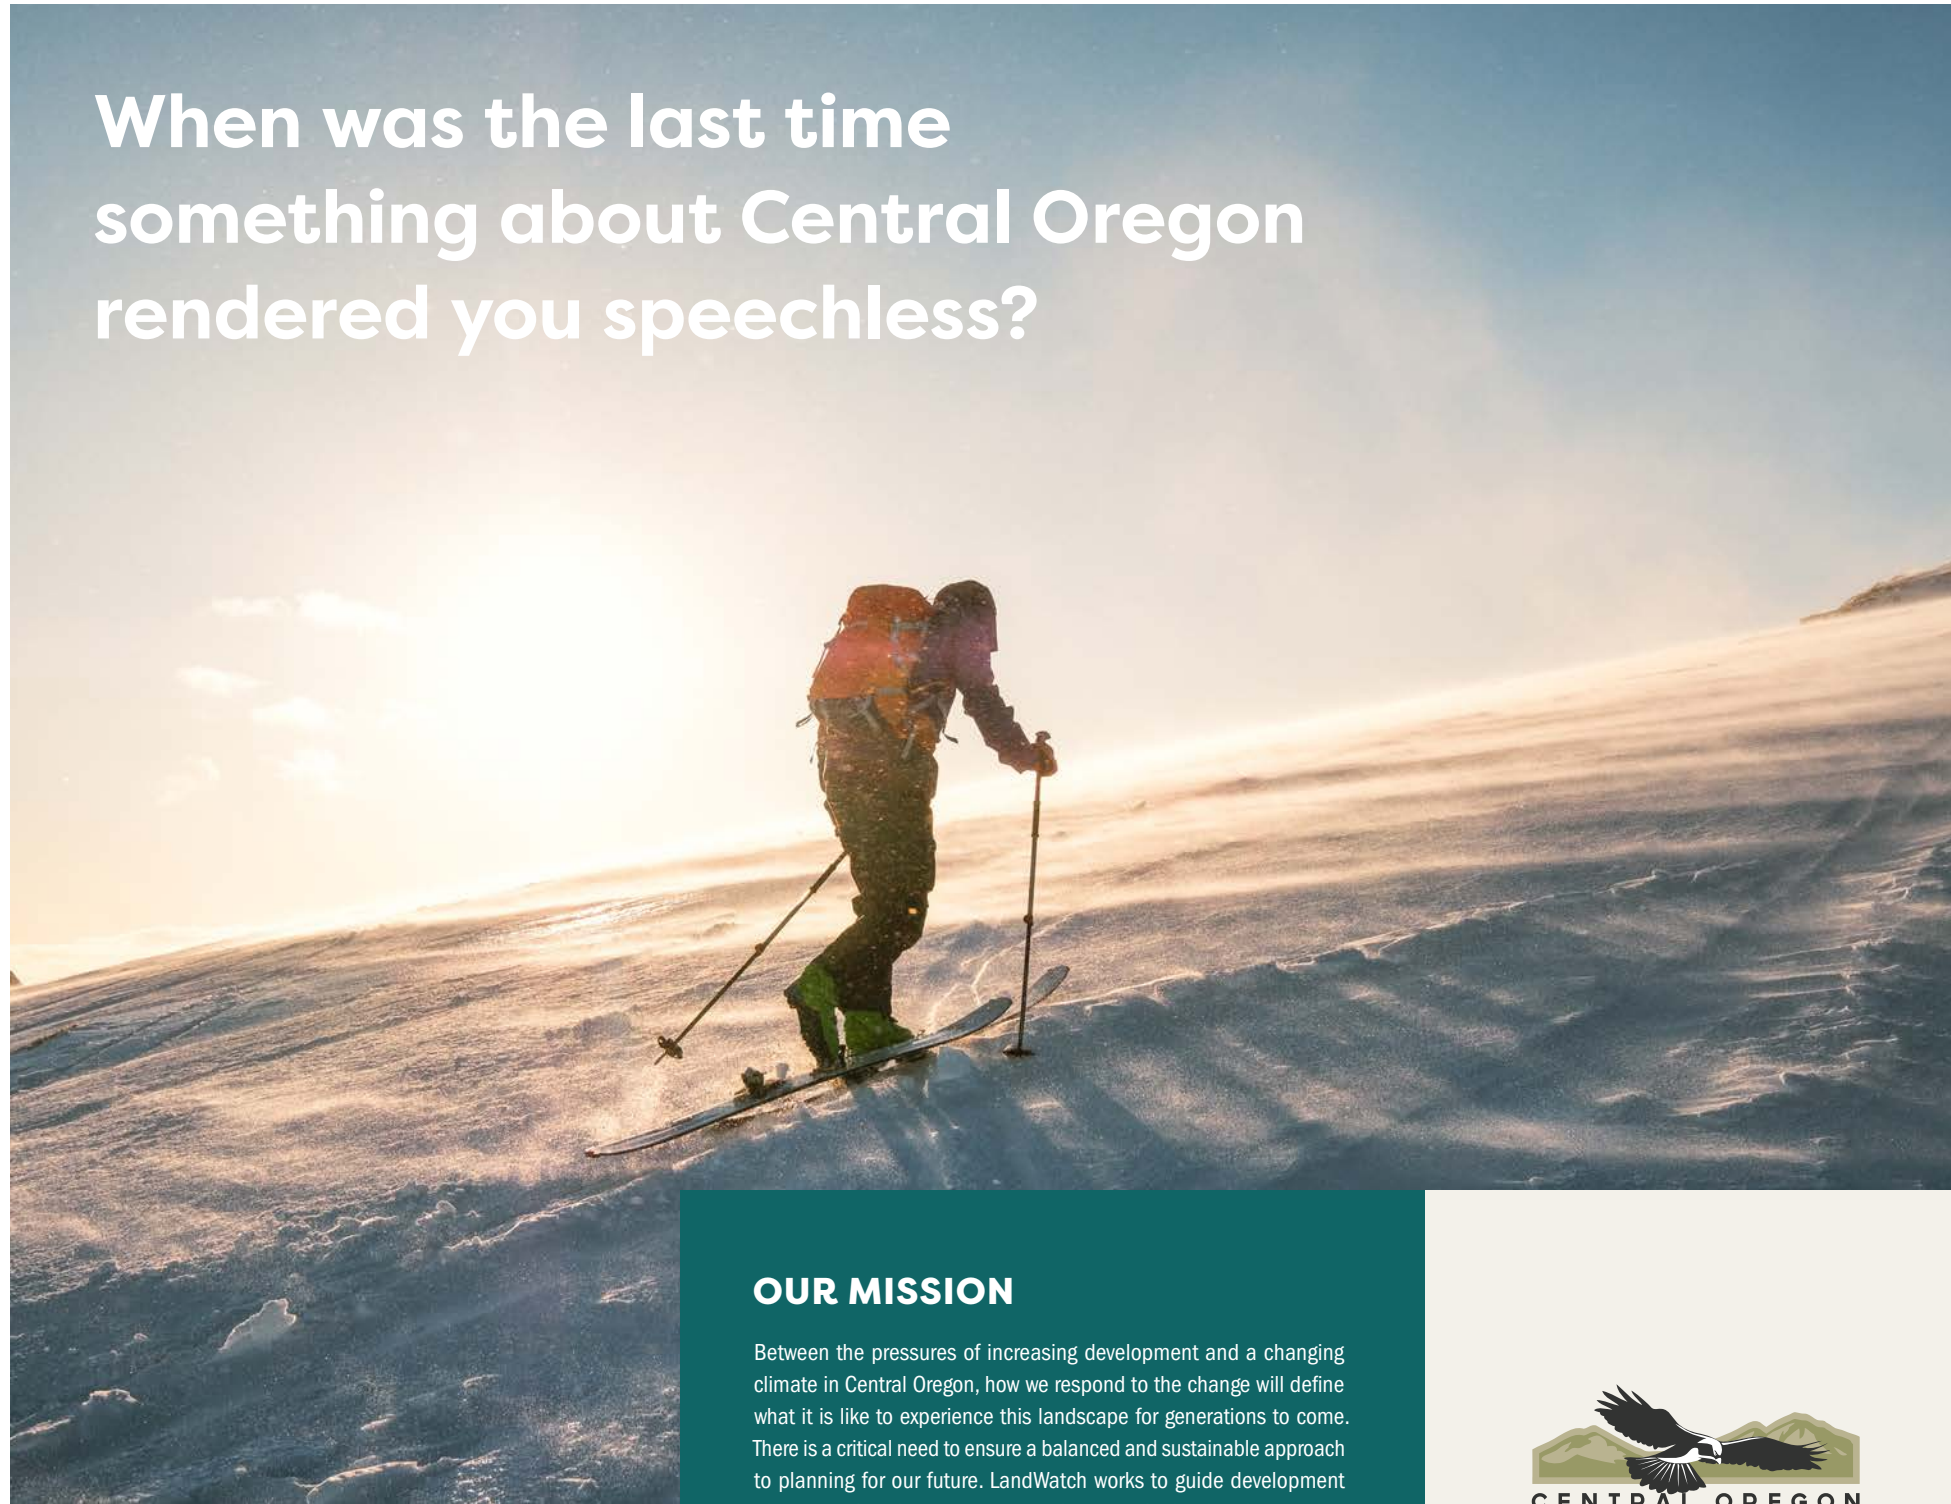 When was the last time
something about Central Oregon
rendered you speechless?
OUR MISSION
Between the pressures of increasing development and a changing
climate in Central Oregon, how we respond to the change will define
what it is like to experience this landscape for generations to come.
There is a critical need to ensure a balanced and sustainable approach
to planning for our future. LandWatch works to guide development
CENTRAL OREGON